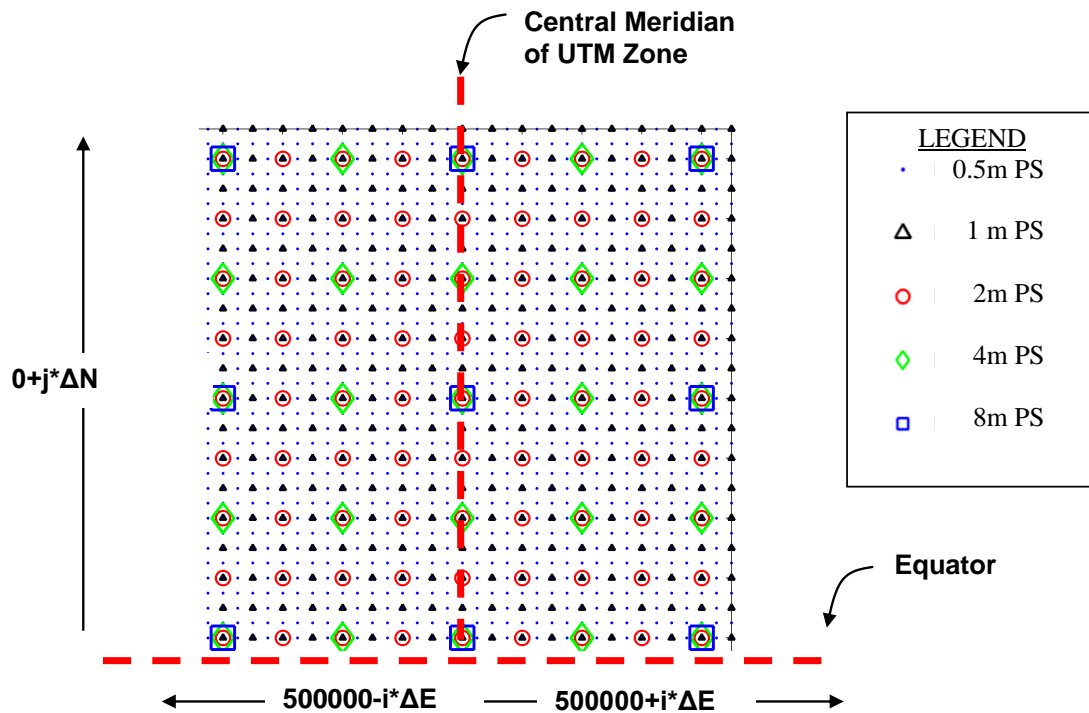 Central Meridian
of UTM Zone
LEGEND
0.5m PS
1 m PS
2m PS
4m PS
8m PS
0+j*ΔN
Equator
500000-i*ΔE
500000+i*ΔE